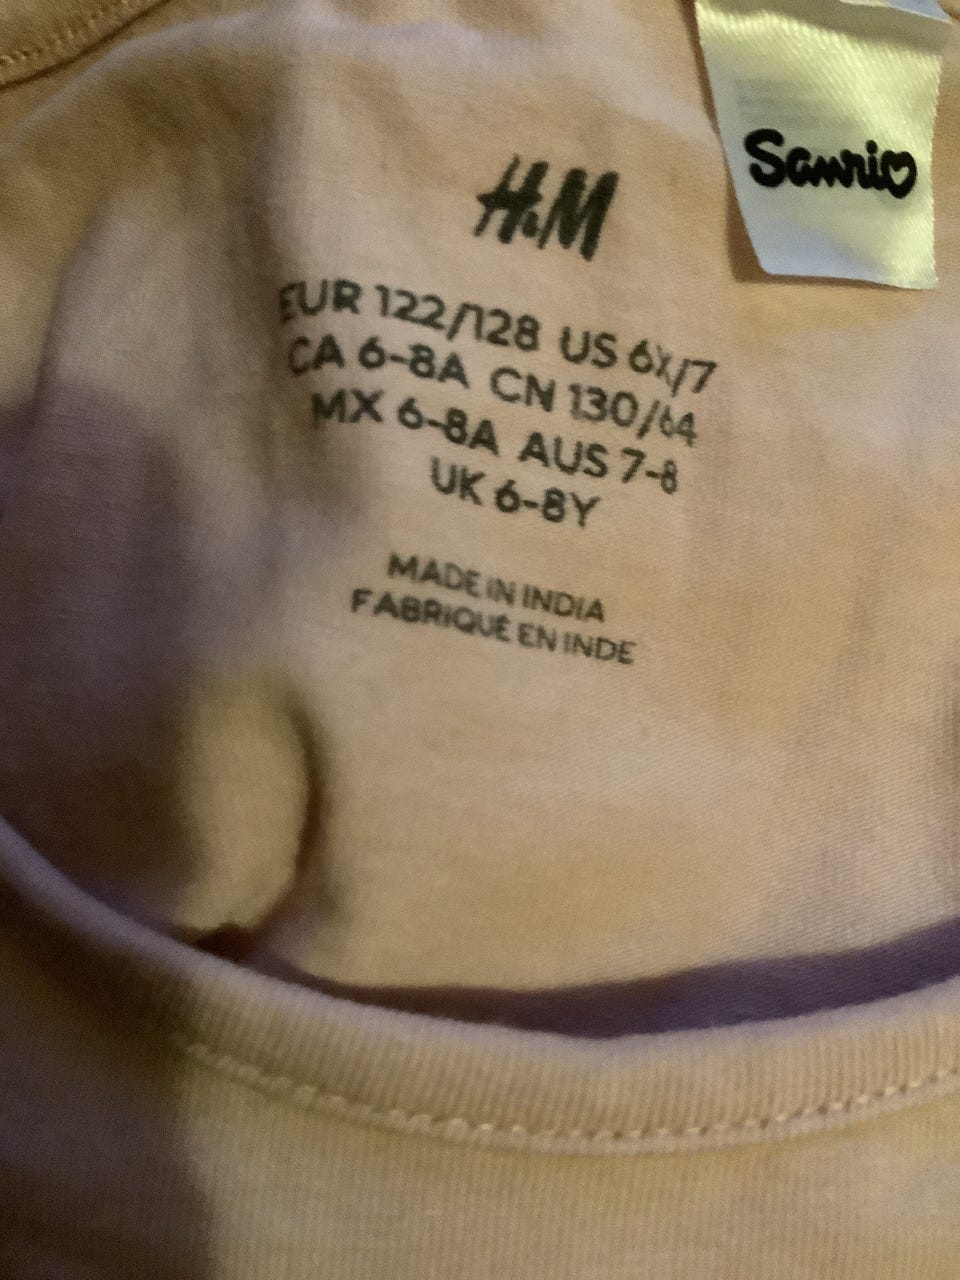 Sanrio
H&M
EUR 122/128 US 6X/7
CA 6-8A CN 130/64
MX 6-8A AUS 7-8
UK 6-8Y
MADE IN INDIA
FABRIQUÉ EN INDE